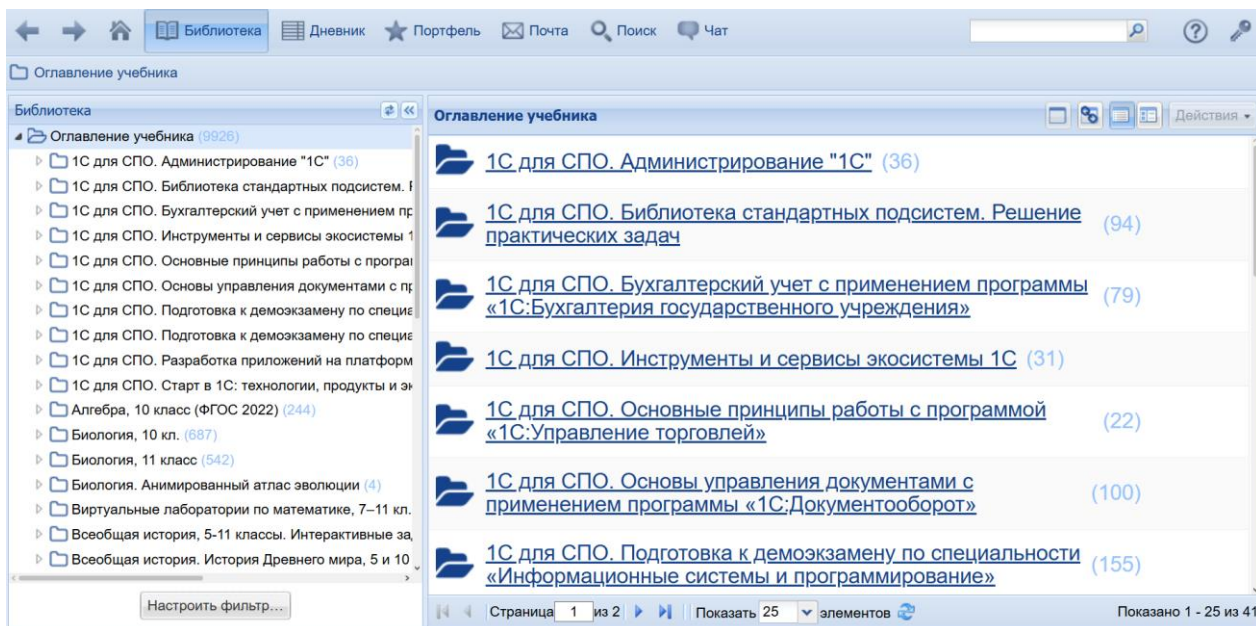 Библиотека Дневник Портфель Почта Поиск Чат
Оглавление учебника
Библиотека
Оглавление учебника (9926)
1С для СПО. Администрирование "1С" (36)
1С для СПО. Библиотека стандартных подсистем.
1С для СПО. Бухгалтерский учет с применением пр
1С для СПО. Инструменты и сервисы экосистемы 1
1С для СПО. Основные принципы работы с програ
1С для СПО. Основы управления документами с пр
1С для СПО. Подготовка к демоэкзамену по специа
1С для СПО. Подготовка к демоэкзамену по специа
1С для СПО. Разработка приложений на платформ
1С для СПО. Старт в 1С: технологии, продукты и эк
Алгебра, 10 класс (ФГОС 2022) (244)
Биология, 10 кл. (687)
Биология, 11 класс (542)
Биология. Анимированный атлас эволюции (4)
Виртуальные лаборатории по математике, 7–11 кл.
Всеобщая история, 5-11 классы. Интерактивные за
Всеобщая история. История Древнего мира, 5 и 10
Настроить фильтр...
Оглавление учебника
Действия
1С для СПО. Администрирование "1С" (36)
1С для СПО. Библиотека стандартных подсистем. Решение
практических задач (94)
1С для СПО. Бухгалтерский учет с применением программы
«1С:Бухгалтерия государственного учреждения» (79)
1С для СПО. Инструменты и сервисы экосистемы 1С (31)
1С для СПО. Основные принципы работы с программой
«1С:Управление торговлей» (22)
1С для СПО. Основы управления документами с
применением программы «1С:Документооборот» (100)
1С для СПО. Подготовка к демоэкзамену по специальности
«Информационные системы и программирование» (155)
Страница 1 из 2 Показать 25 элементов Показано 1 - 25 из 41